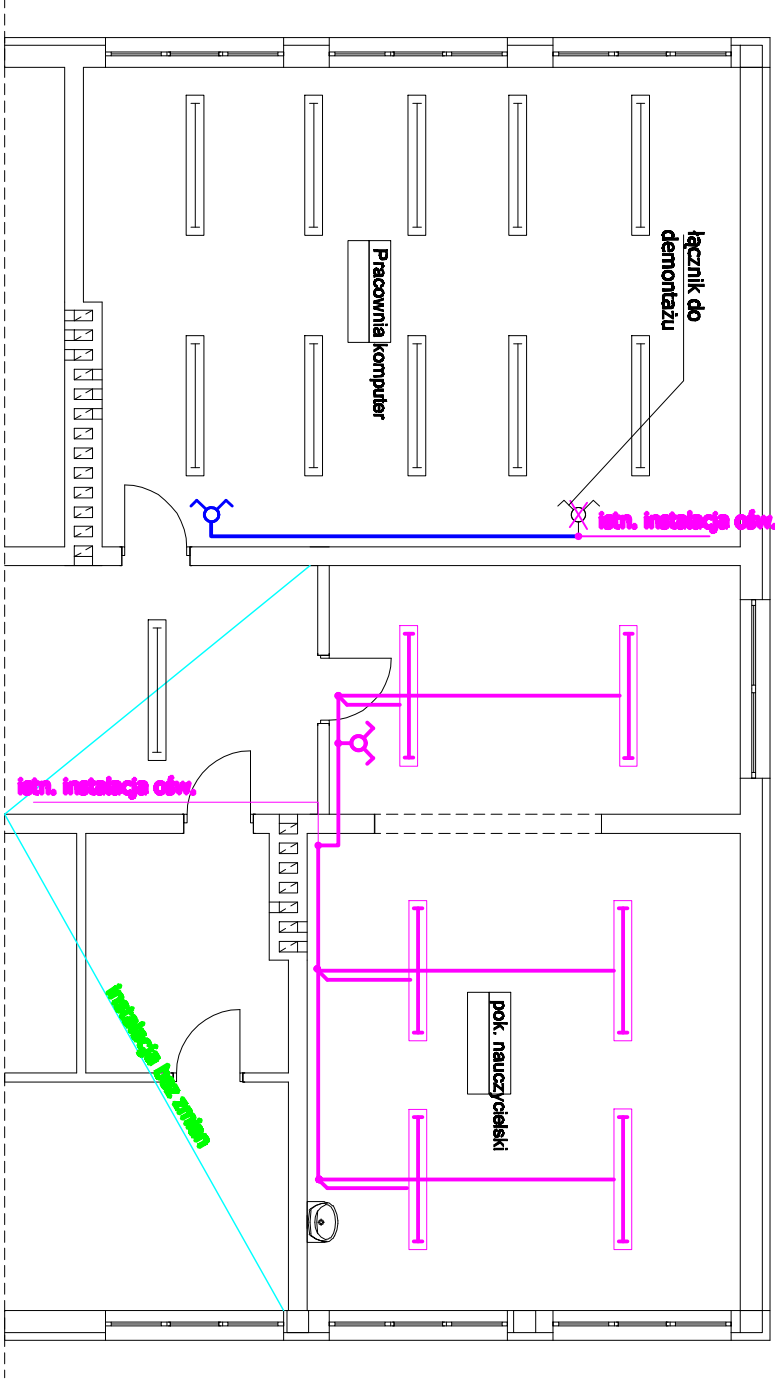 łącznik do
demontażu
Pracownia komputer
istn. instalacja ośw.
istn. instalacja ośw.
pok. nauczycielski
instalacja bez zmian